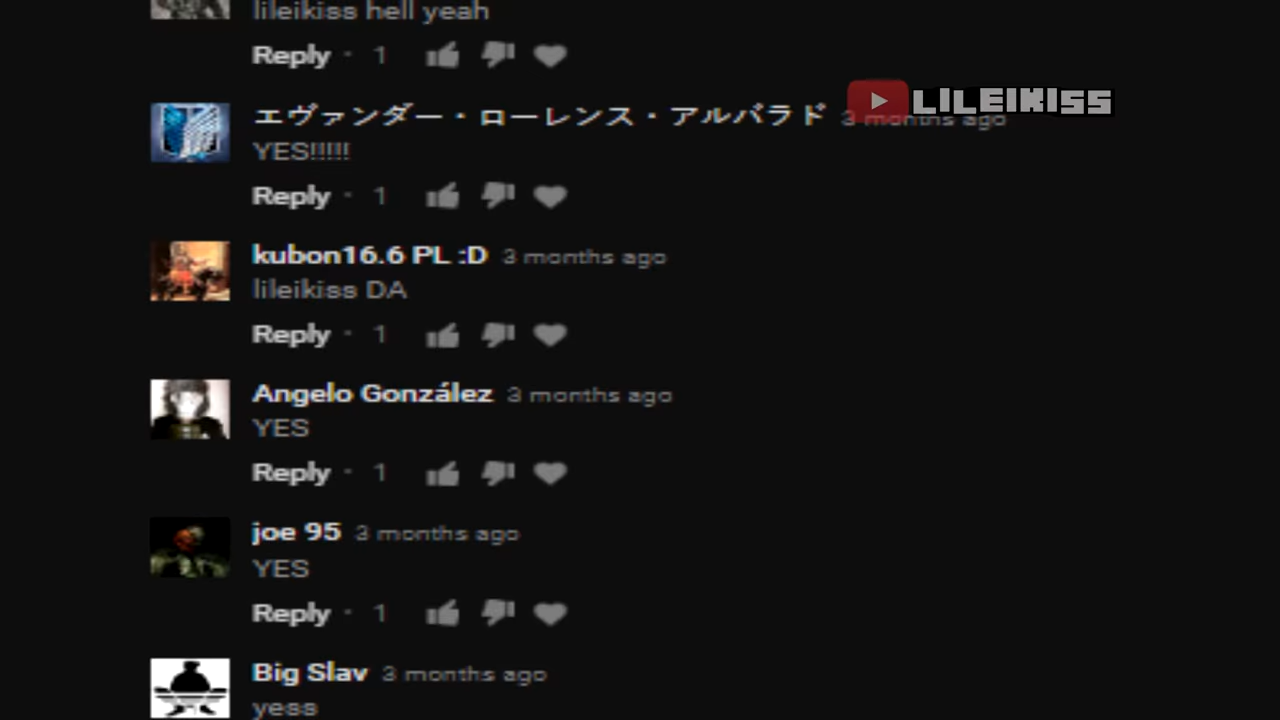 lileikiss hell yeah
Reply · 1
エヴァンダー・ローレンス・アルバラド 3 months ago
LILEIKISS
YES!!!!!
Reply · 1
kubon16.6 PL :D 3 months ago
lileikiss DA
Reply · 1
Angelo González 3 months ago
YES
Reply · 1
joe 95 3 months ago
YES
Reply · 1
Big Slav 3 months ago
yess